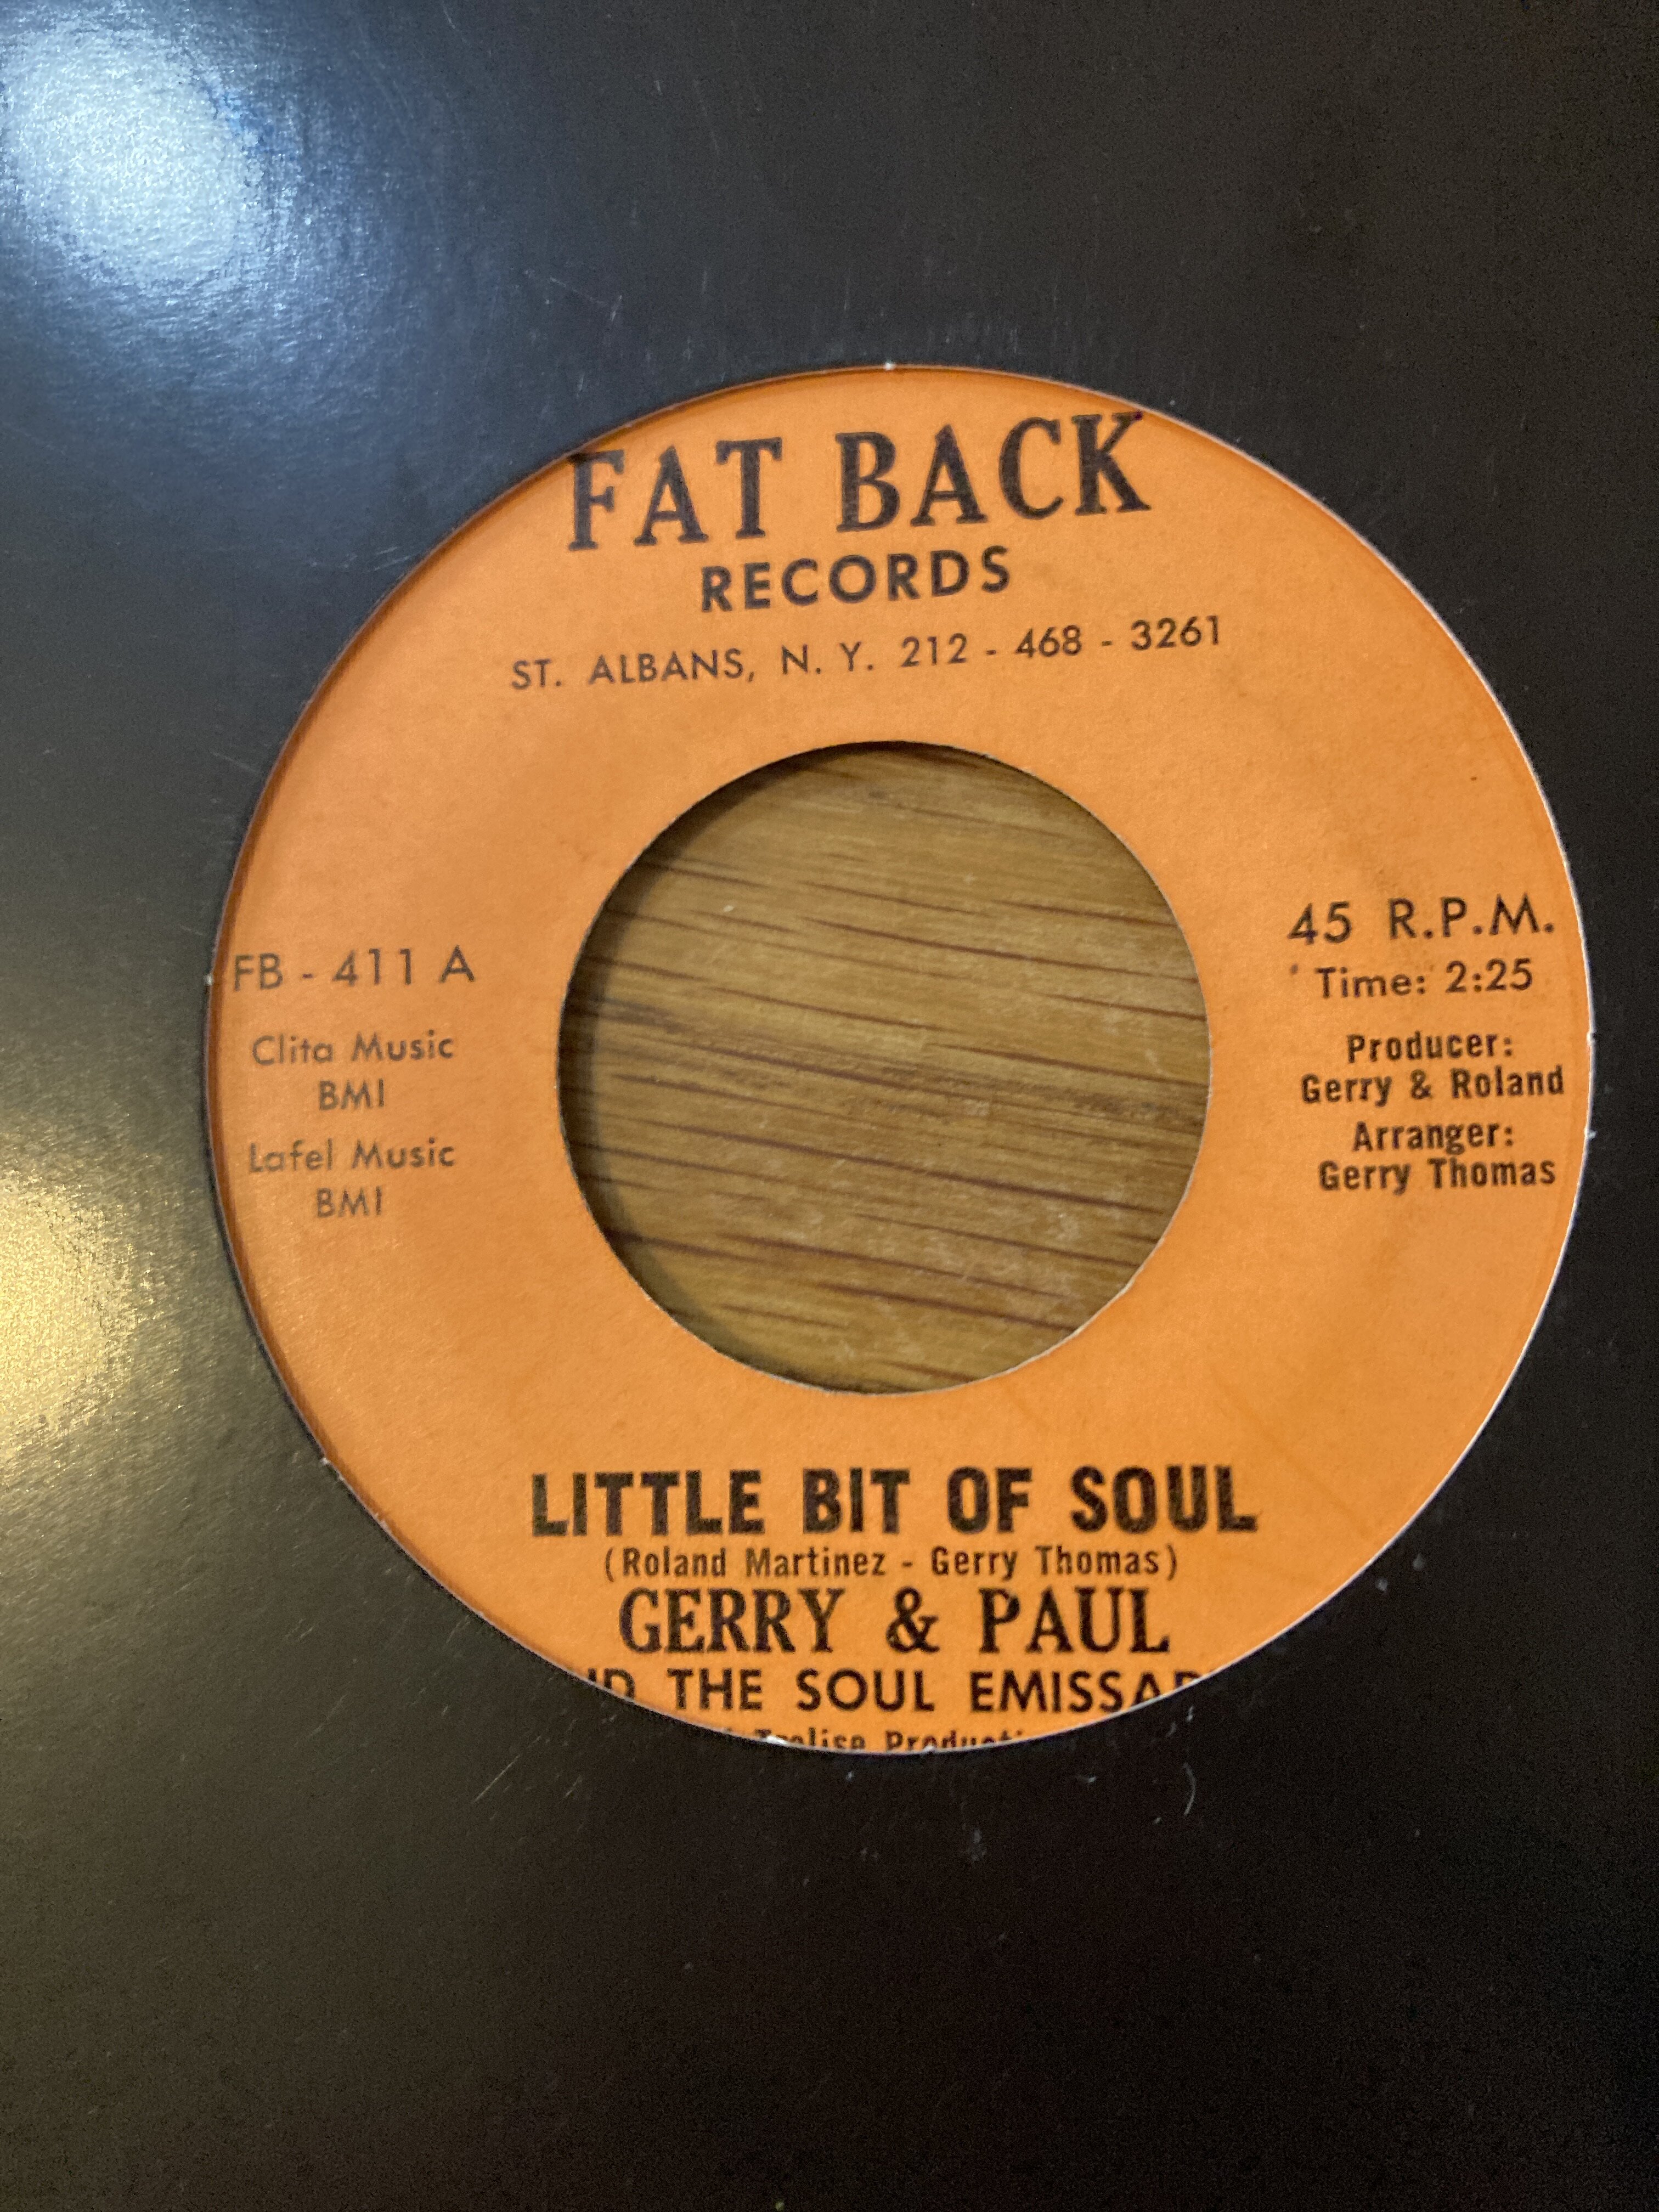 FAT BACK
RECORDS
ST. ALBANS, N. Y. 212 - 468 - 3261
FB - 411 A
Clita Music
BMI
Lafel Music
BMI
45 R.P.M.
Time: 2:25
Producer:
Gerry & Roland
Arranger:
Gerry Thomas
LITTLE BIT OF SOUL
(Roland Martinez - Gerry Thomas)
GERRY & PAUL
THE SOUL